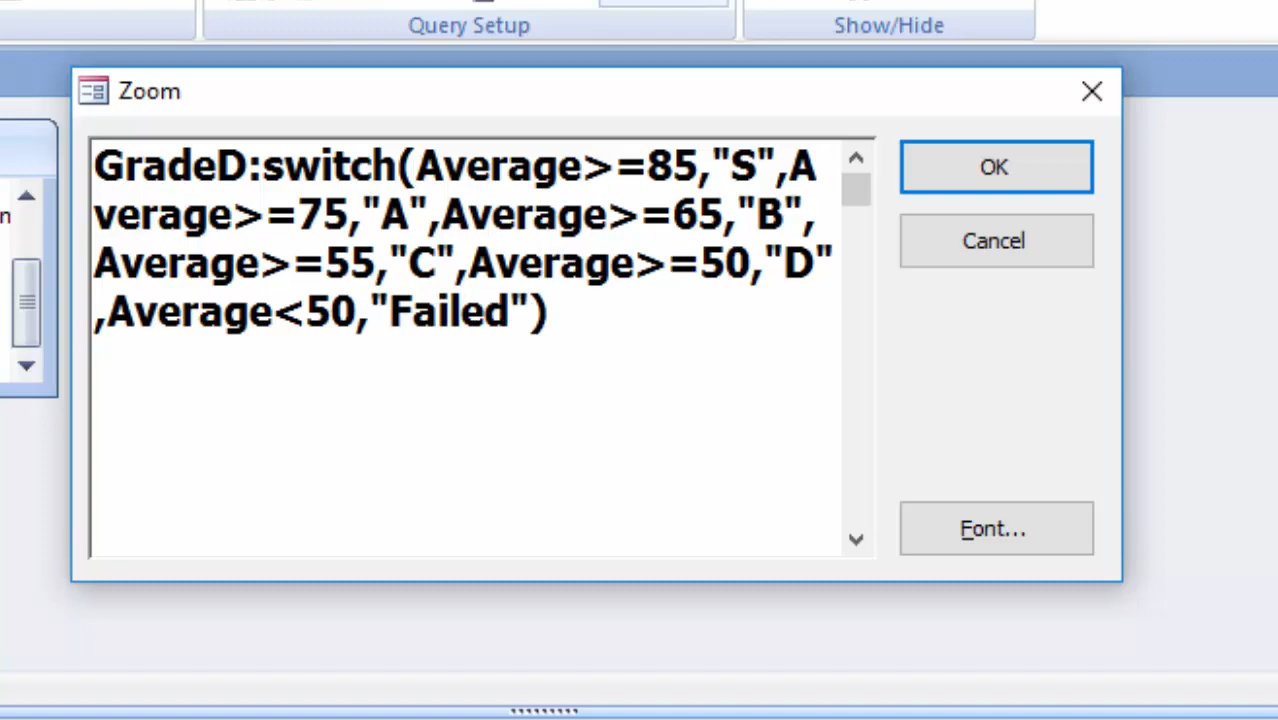 Query Setup
Show/Hide
Zoom
n
GradeD:switch(Average>=85,"S",A
verage>=75,"A",Average>=65,"B",
Average>=55,"C",Average>=50,"D"
,Average<50,"Failed")
OK
Cancel
Font...